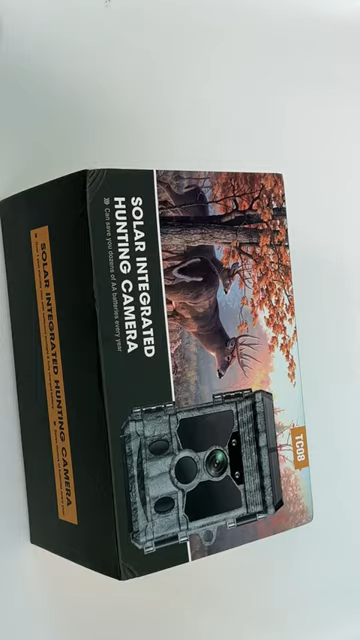 TC08
SOLAR INTEGRATED
HUNTING CAMERA
Can save you dozens of AA batteries every year
SOLAR INTEGRATED HUNTING CAMERA